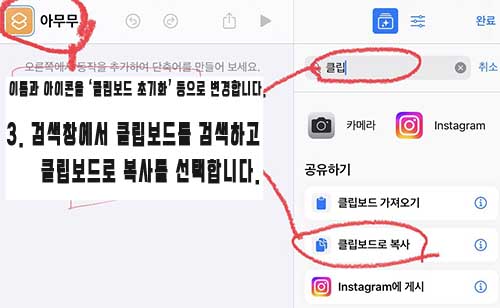 아무무
완료
오른쪽에서 동작을 추가하여 단축어를 만들어 보세요.
이름과 아이콘을 '클립보드 초기화' 등으로 변경합니다.
클립
취소
3. 검색창에서 클립보드를 검색하고
클립보드로 복사를 선택합니다.
카메라
Instagram
공유하기
클립보드 가져오기
클립보드로 복사
Instagram에 게시